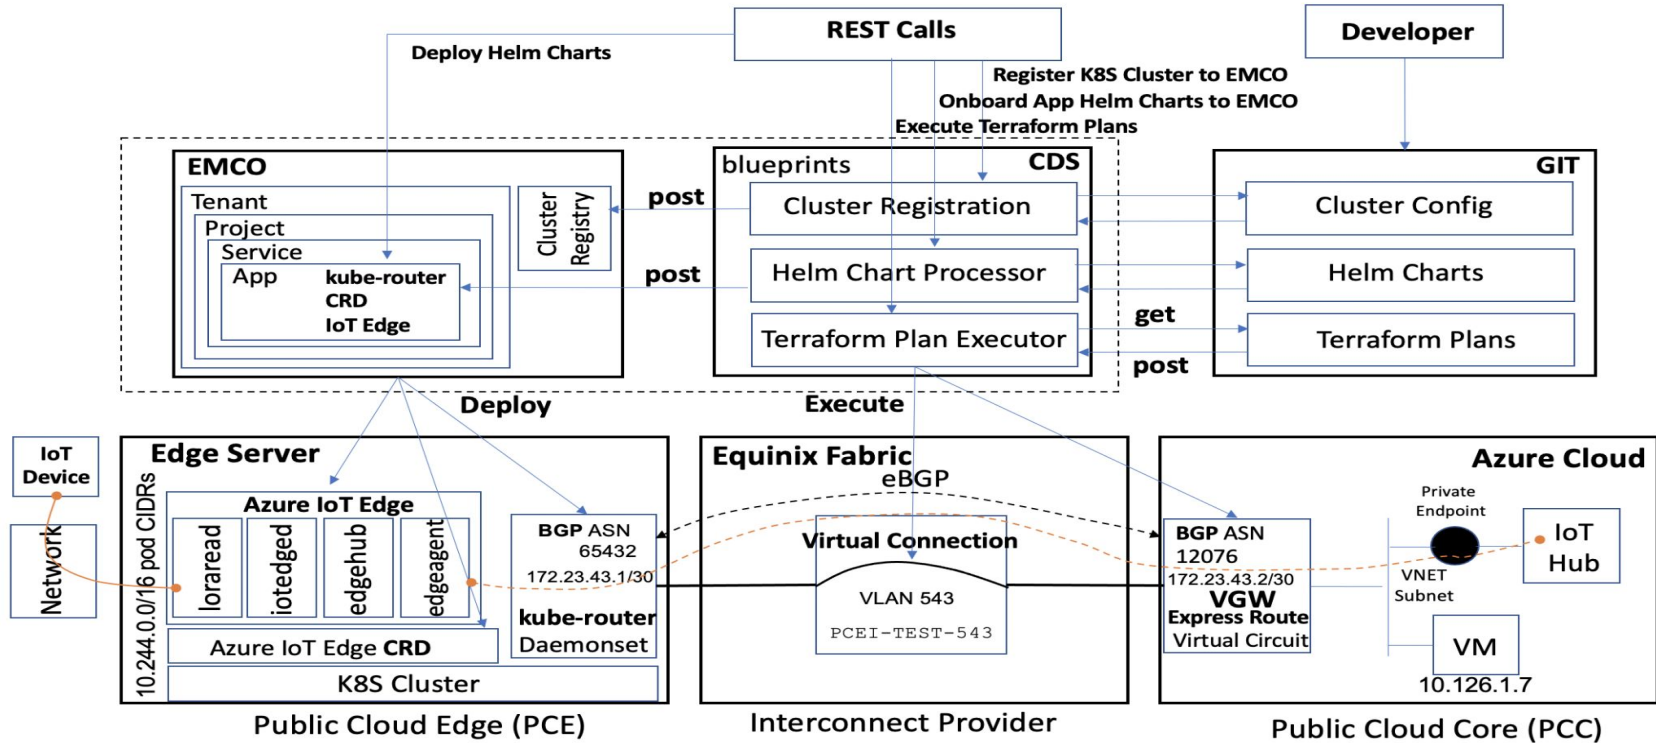 REST Calls
Developer
Deploy Helm Charts
Register K8S Cluster to EMCO
Onboard App Helm Charts to EMCO
Execute Terraform Plans
EMCO
Tenant
Project
Service
App
kube-router
CRD
IoT Edge
Cluster
Registry
post
post
blueprints
CDS
Cluster Registration
Helm Chart Processor
Terraform Plan Executor
get
post
GIT
Cluster Config
Helm Charts
Terraform Plans
Deploy
Execute
IoT
Device
Network
Edge Server
10.244.0.0/16 pod CIDRs
Azure IoT Edge
loraread
iotedged
edgehub
edgeagent
Azure IoT Edge CRD
K8S Cluster
BGP ASN
65432
172.23.43.1/30
kube-router
Daemonset
Public Cloud Edge (PCE)
Equinix Fabric
eBGP
Virtual Connection
VLAN 543
PCEI-TEST-543
Interconnect Provider
Azure Cloud
BGP ASN
12076
172.23.43.2/30
VGW
Express Route
Virtual Circuit
Private
Endpoint
VNET
Subnet
IoT
Hub
VM
10.126.1.7
Public Cloud Core (PCC)